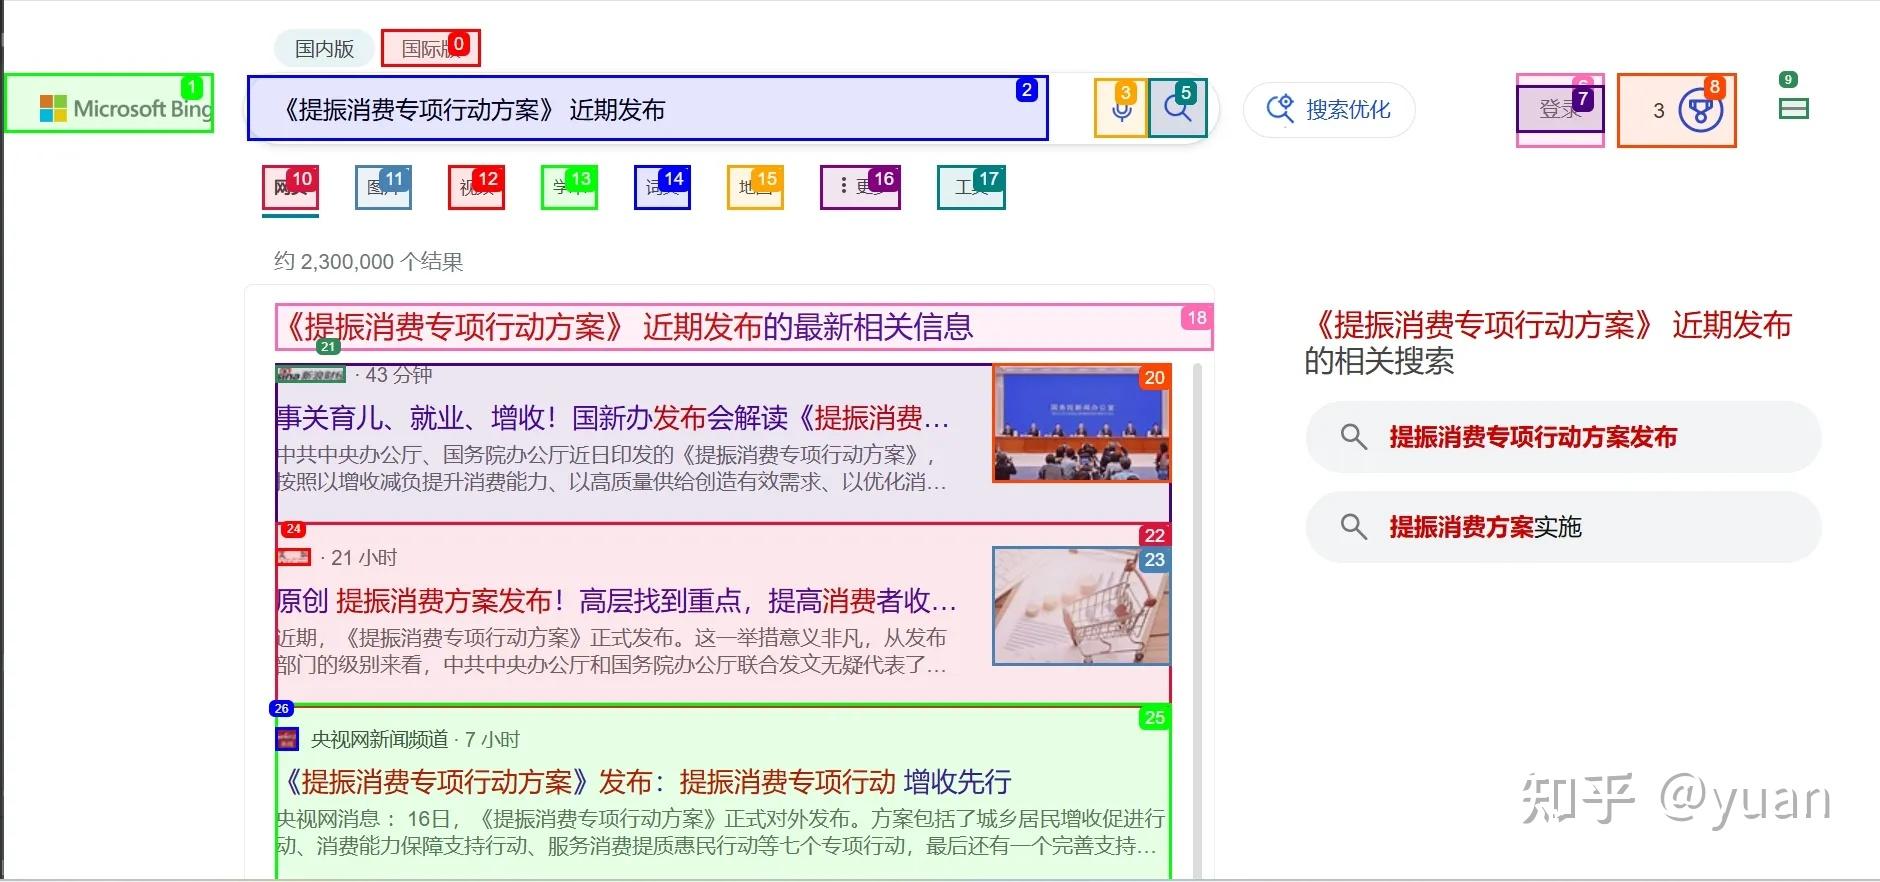 国内版 国际版 0
1 Microsoft Bing 《提振消费专项行动方案》 近期发布 2 3 5 搜索优化 登录 7 3 8 9
10 图片 11 视频 12 学术 13 词典 14 地图 15 更多 16 工具 17
约 2,300,000 个结果
《提振消费专项行动方案》 近期发布的最新相关信息 18
21
新浪财经 · 43 分钟 20
事关育儿、就业、增收！国新办发布会解读《提振消费…
中共中央办公厅、国务院办公厅近日印发的《提振消费专项行动方案》，
按照以增收减负提升消费能力、以高质量供给创造有效需求、以优化消…
24 22
· 21 小时 23
原创 提振消费方案发布！高层找到重点，提高消费者收…
近期，《提振消费专项行动方案》正式发布。这一举措意义非凡，从发布
部门的级别来看，中共中央办公厅和国务院办公厅联合发文无疑代表了…
26 25
央视网新闻频道 · 7 小时
《提振消费专项行动方案》发布：提振消费专项行动 增收先行
央视网消息：16日，《提振消费专项行动方案》正式对外发布。方案包括了城乡居民增收促进行
动、消费能力保障支持行动、服务消费提质惠民行动等七个专项行动，最后还有一个完善支持…
《提振消费专项行动方案》 近期发布
的相关搜索
提振消费专项行动方案发布
提振消费方案实施
知乎 @yuan